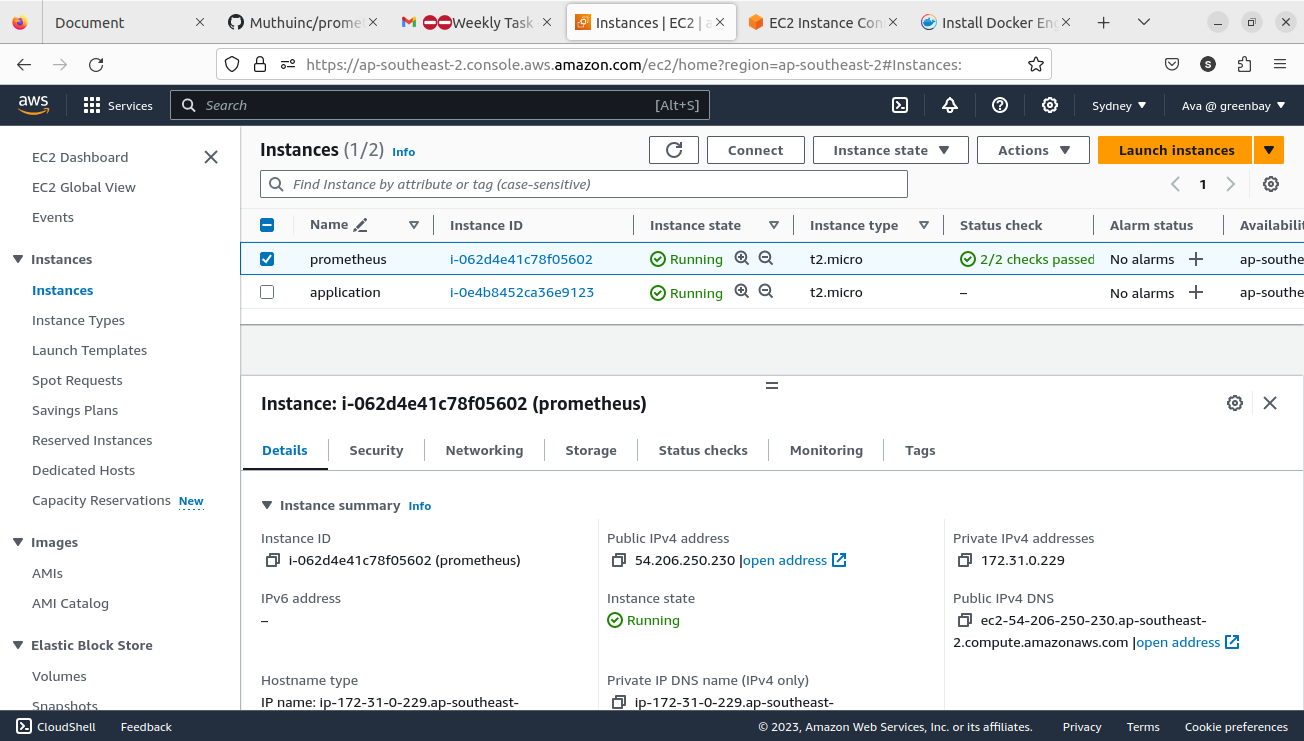 Document
Muthuinc/promet
⛔⛔Weekly Task
Instances | EC2 | a
EC2 Instance Con
Install Docker Eng
https://ap-southeast-2.console.aws.amazon.com/ec2/home?region=ap-southeast-2#Instances:
S
aws
Services
Search
[Alt+S]
Sydney
Ava @ greenbay
EC2 Dashboard
EC2 Global View
Events
Instances
Instances
Instance Types
Launch Templates
Spot Requests
Savings Plans
Reserved Instances
Dedicated Hosts
Capacity Reservations New
Images
AMIs
AMI Catalog
Elastic Block Store
Volumes
Snapshots
Instances (1/2) Info
Connect
Instance state
Actions
Launch instances
Find Instance by attribute or tag (case-sensitive)
1
Name
Instance ID
Instance state
Instance type
Status check
Alarm status
Availabilit
prometheus
i-062d4e41c78f05602
Running
t2.micro
2/2 checks passed
No alarms
ap-southe
application
i-0e4b8452ca36e9123
Running
t2.micro
–
No alarms
ap-southe
Instance: i-062d4e41c78f05602 (prometheus)
Details
Security
Networking
Storage
Status checks
Monitoring
Tags
Instance summary Info
Instance ID
i-062d4e41c78f05602 (prometheus)
Public IPv4 address
54.206.250.230 |open address
Private IPv4 addresses
172.31.0.229
IPv6 address
–
Instance state
Running
Public IPv4 DNS
ec2-54-206-250-230.ap-southeast-
2.compute.amazonaws.com |open address
Hostname type
IP name: ip-172-31-0-229.ap-southeast-
Private IP DNS name (IPv4 only)
ip-172-31-0-229.ap-southeast-
CloudShell
Feedback
© 2023, Amazon Web Services, Inc. or its affiliates.
Privacy
Terms
Cookie preferences